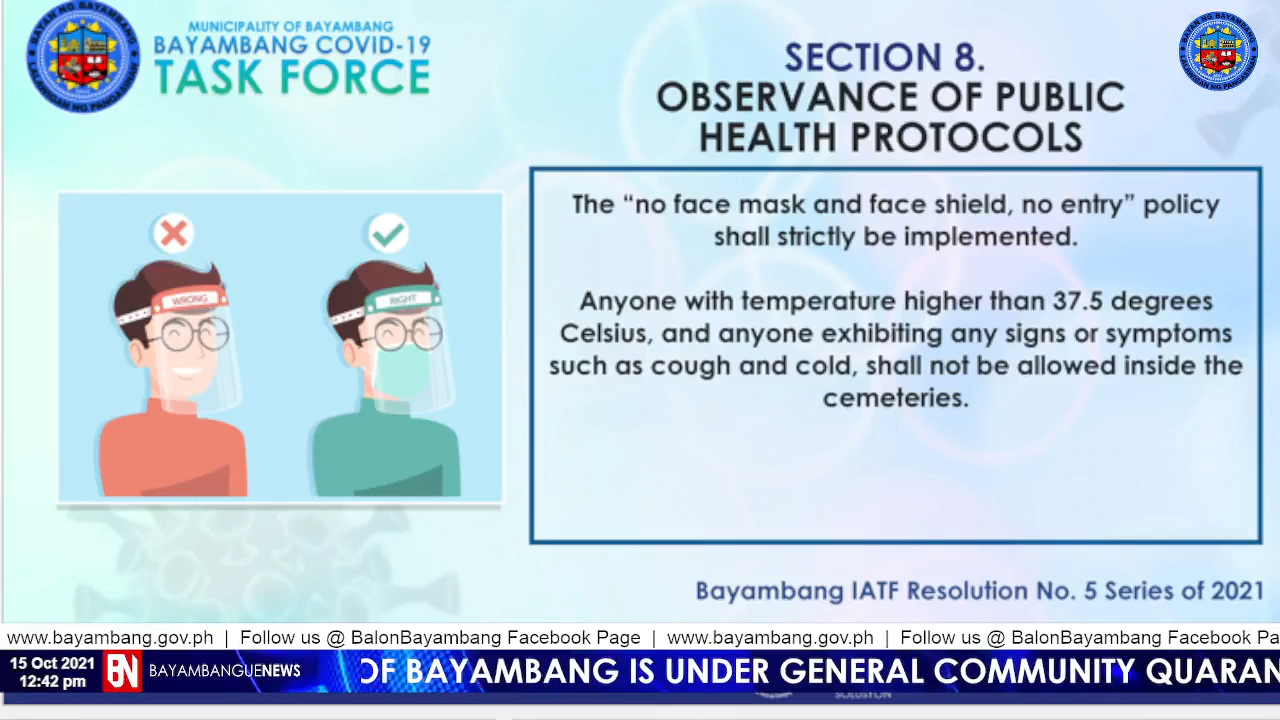 MUNICIPALITY OF BAYAMBANG
BAYAMBANG COVID-19
TASK FORCE
BAYAN NG BAYAMBANG
SECTION 8.
OBSERVANCE OF PUBLIC
HEALTH PROTOCOLS
The “no face mask and face shield, no entry” policy
shall strictly be implemented.
Anyone with temperature higher than 37.5 degrees
Celsius, and anyone exhibiting any signs or symptoms
such as cough and cold, shall not be allowed inside the
cemeteries.
WRONG
RIGHT
Bayambang IATF Resolution No. 5 Series of 2021
www.bayambang.gov.ph | Follow us @ BalonBayambang Facebook Page | www.bayambang.gov.ph | Follow us @ BalonBayambang Facebook Pa
15 Oct 2021
12:42 pm
BN
BAYAMBANGUENEWS
OF BAYAMBANG IS UNDER GENERAL COMMUNITY QUARAN
SOLUSYON